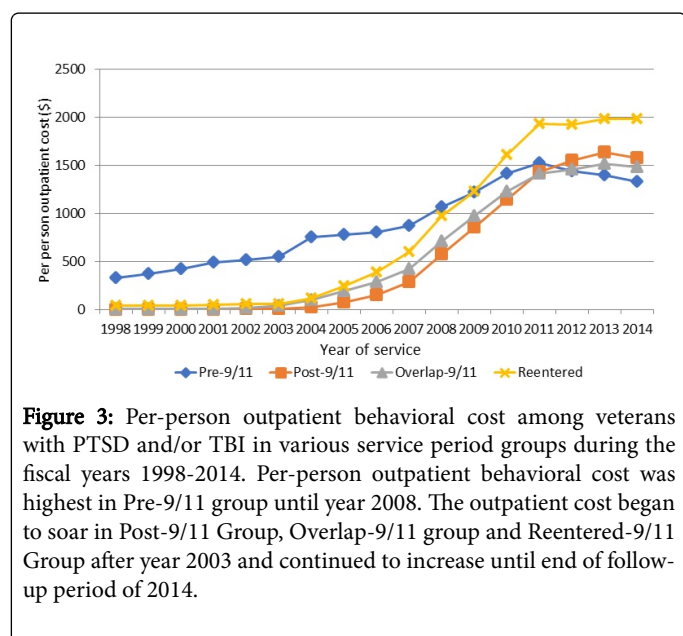 2500
2000
1500
1000
500
0
Per person outpatient cost($)
1998 1999 2000 2001 2002 2003 2004 2005 2006 2007 2008 2009 2010 2011 2012 2013 2014
Year of service
Pre-9/11 Post-9/11 Overlap-9/11 Reentered
Figure 3: Per-person outpatient behavioral cost among veterans
with PTSD and/or TBI in various service period groups during the
fiscal years 1998-2014. Per-person outpatient behavioral cost was
highest in Pre-9/11 group until year 2008. The outpatient cost began
to soar in Post-9/11 Group, Overlap-9/11 group and Reentered-9/11
Group after year 2003 and continued to increase until end of follow-
up period of 2014.